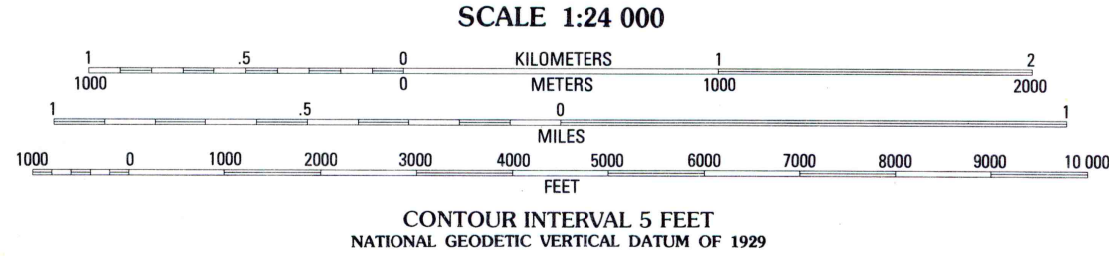 SCALE 1:24 000
1 .5 0 KILOMETERS 1 2
1000 0 METERS 1000 2000
1 .5 0 1
MILES
1000 0 1000 2000 3000 4000 5000 6000 7000 8000 9000 10 000
FEET
CONTOUR INTERVAL 5 FEET
NATIONAL GEODETIC VERTICAL DATUM OF 1929